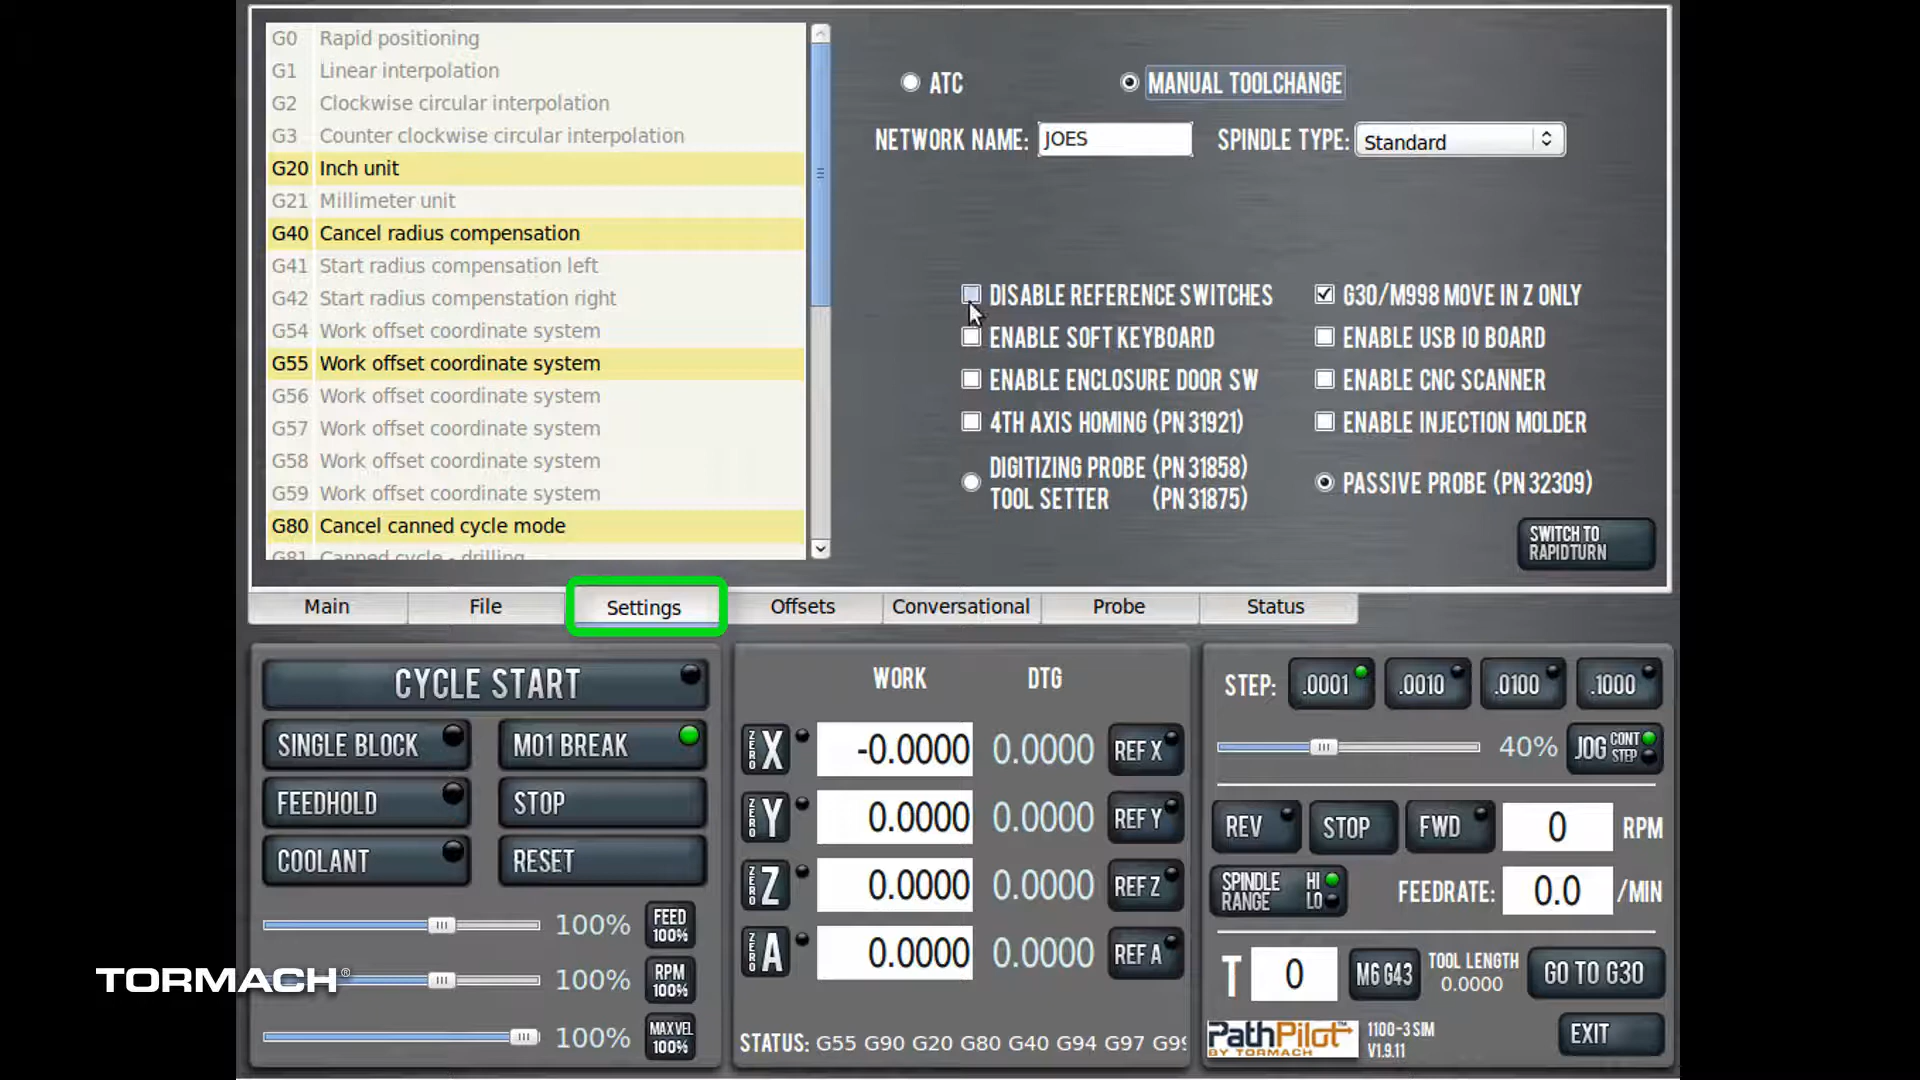 G0 Rapid positioning
G1 Linear interpolation
G2 Clockwise circular interpolation
G3 Counter clockwise circular interpolation
G20 Inch unit
G21 Millimeter unit
G40 Cancel radius compensation
G41 Start radius compensation left
G42 Start radius compenstation right
G54 Work offset coordinate system
G55 Work offset coordinate system
G56 Work offset coordinate system
G57 Work offset coordinate system
G58 Work offset coordinate system
G59 Work offset coordinate system
G80 Cancel canned cycle mode
G81 Canned cycle - drilling
ATC MANUAL TOOLCHANGE
NETWORK NAME: JOES SPINDLE TYPE: Standard
DISABLE REFERENCE SWITCHES G30/M998 MOVE IN Z ONLY
ENABLE SOFT KEYBOARD ENABLE USB IO BOARD
ENABLE ENCLOSURE DOOR SW ENABLE CNC SCANNER
4TH AXIS HOMING (PN 31921) ENABLE INJECTION MOLDER
DIGITIZING PROBE (PN 31858)
TOOL SETTER (PN 31875)
PASSIVE PROBE (PN 32309)
SWITCH TO
RAPIDTURN
Main File Settings Offsets Conversational Probe Status
CYCLE START
SINGLE BLOCK M01 BREAK
FEEDHOLD STOP
COOLANT RESET
100% FEED
100%
100% RPM
100%
100% MAX VEL
100%
TORMACH®
WORK DTG
ZERO X -0.0000 0.0000 REF X
ZERO Y 0.0000 0.0000 REF Y
ZERO Z 0.0000 0.0000 REF Z
ZERO A 0.0000 0.0000 REF A
STATUS: G55 G90 G20 G80 G40 G94 G97 G99
STEP: .0001 .0010 .0100 .1000
40% JOG CONT
STEP
REV STOP FWD 0 RPM
SPINDLE
RANGE
HI
LO
FEEDRATE: 0.0 /MIN
T 0 M6 G43 TOOL LENGTH
0.0000
GO TO G30
PathPilot™
BY TORMACH
1100-3 SIM
V1.9.11
EXIT